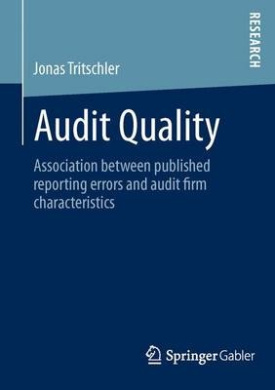 RESEARCH
Jonas Tritschler
Audit Quality
Association between published
reporting errors and audit firm
characteristics
Springer Gabler